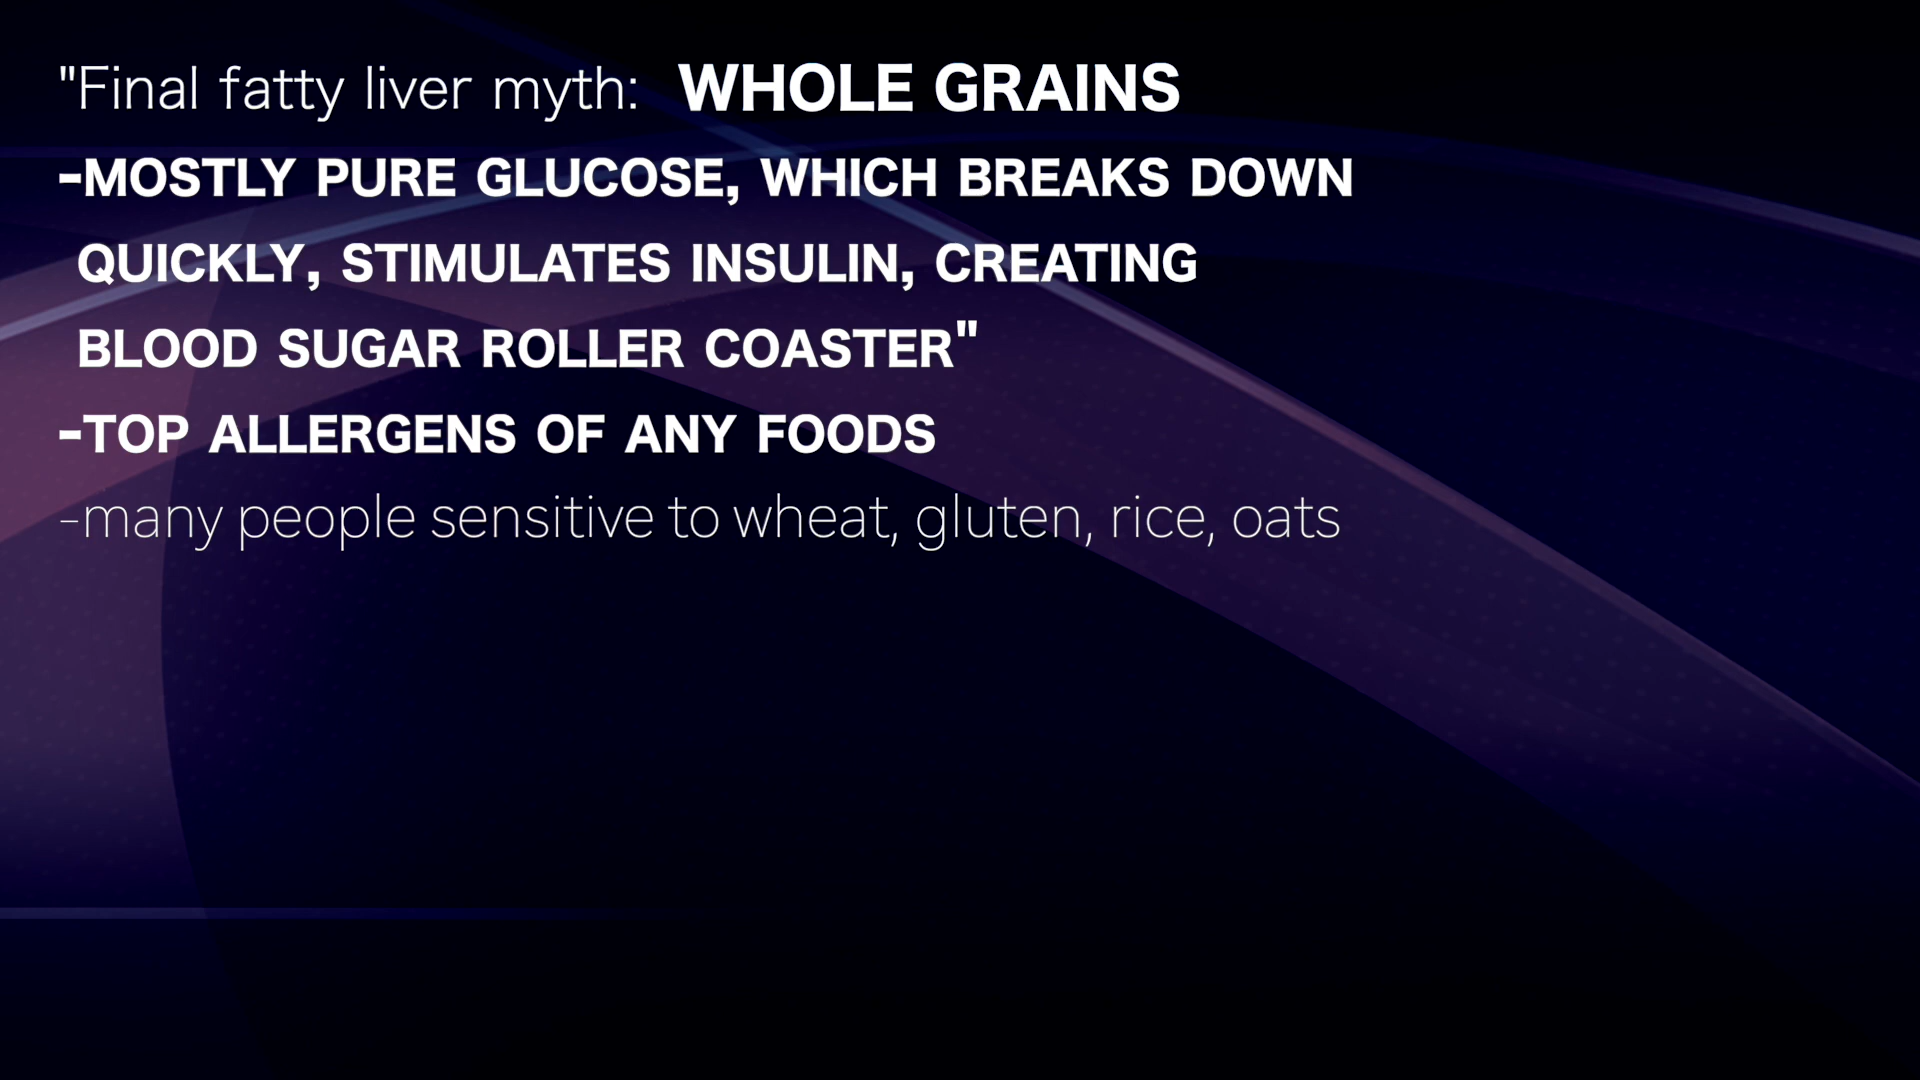 "Final fatty liver myth: WHOLE GRAINS
-MOSTLY PURE GLUCOSE, WHICH BREAKS DOWN
QUICKLY, STIMULATES INSULIN, CREATING
BLOOD SUGAR ROLLER COASTER"
-TOP ALLERGENS OF ANY FOODS
-many people sensitive to wheat, gluten, rice, oats